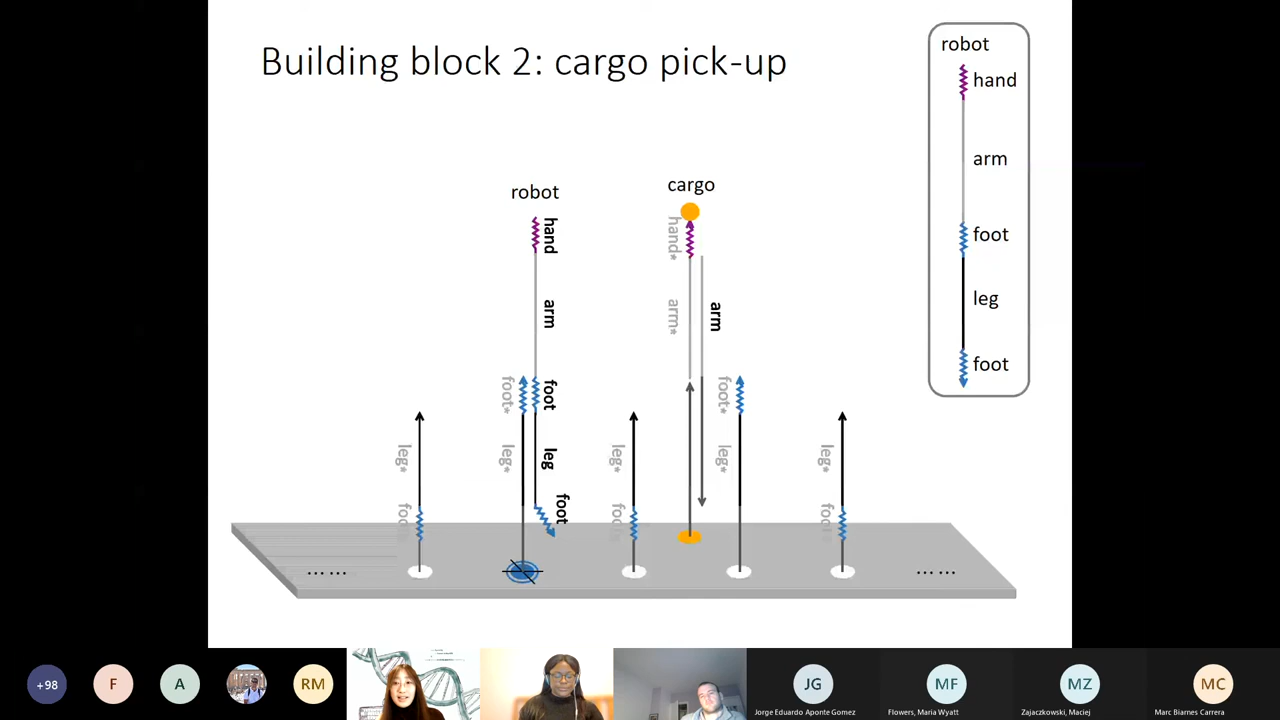 Building block 2: cargo pick-up
robot
hand
arm
foot
leg
foot
robot
hand
arm
foot
leg
foot
foot*
leg*
cargo
hand*
arm*
arm
leg*
leg*
foot*
leg*
leg*
......
......
+98
F
A
RM
JG
Jorge Eduardo Aponte Gomez
MF
Flowers, Maria Wyatt
MZ
Zajaczkowski, Maciej
MC
Marc Biarnes Carrera